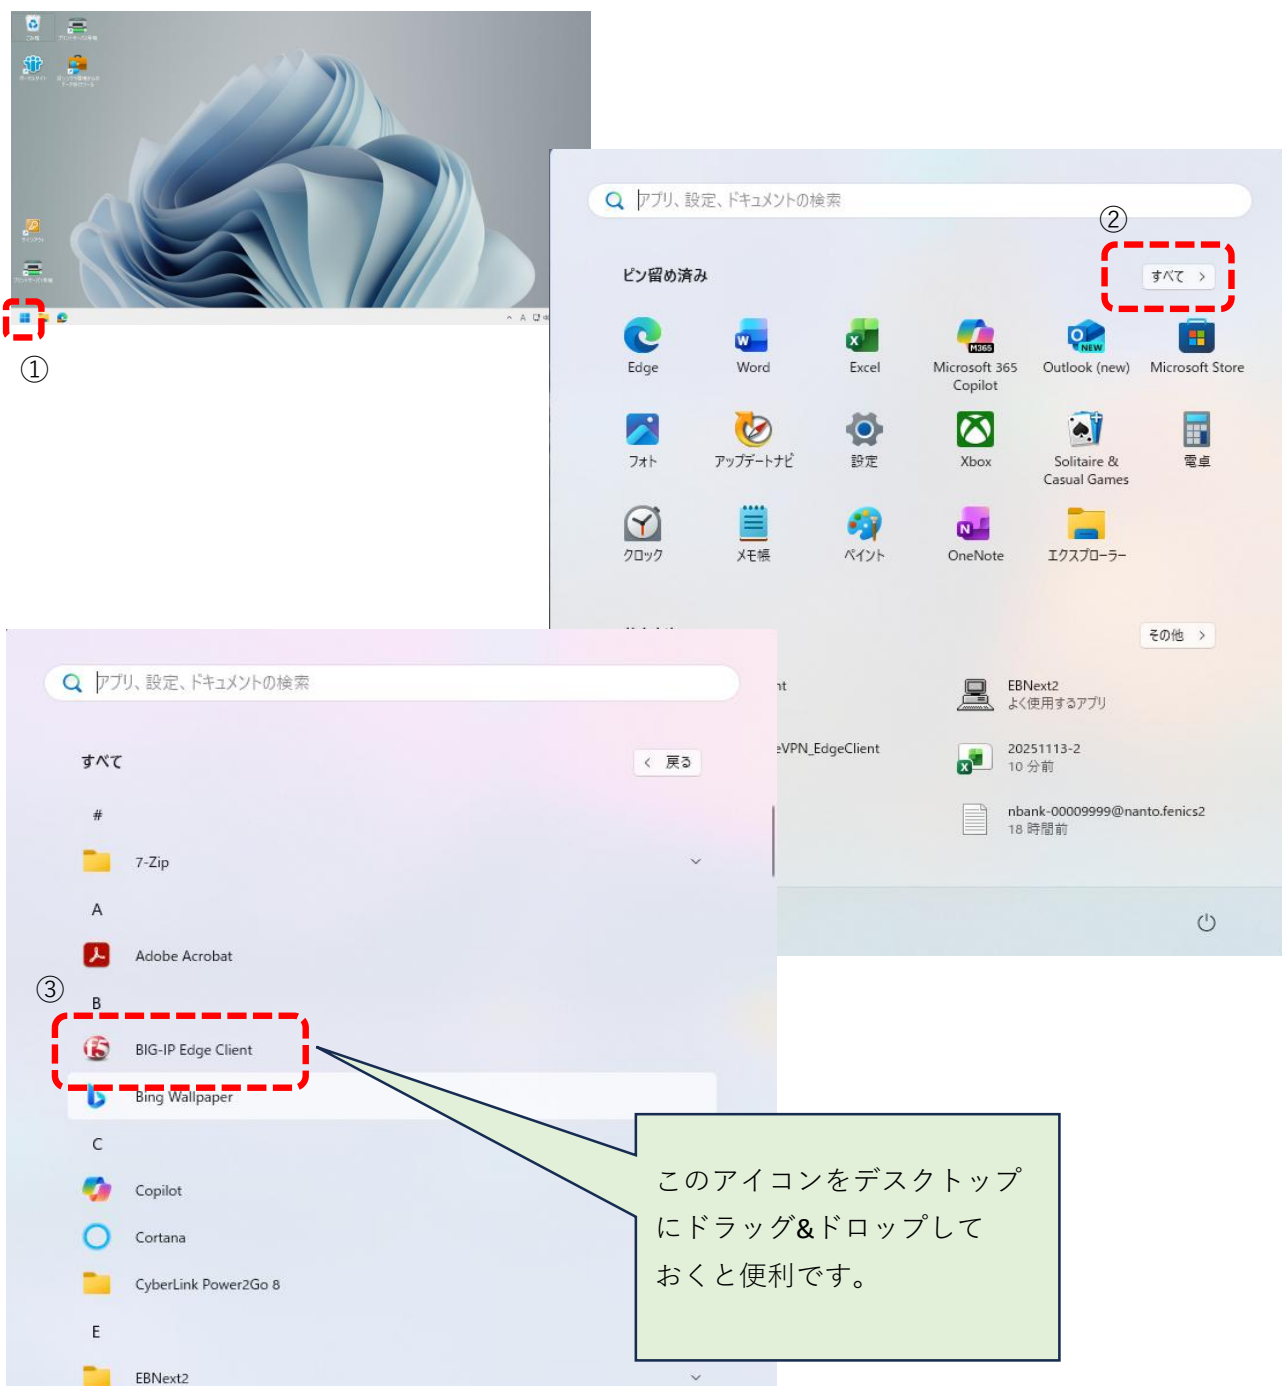 ごみ箱
①
アプリ、設定、ドキュメントの検索
②
ピン留め済み
すべて >
Edge
Word
Excel
Microsoft 365
Copilot
Outlook (new)
Microsoft Store
フォト
アップデートナビ
設定
Xbox
Solitaire &
Casual Games
電卓
クロック
メモ帳
ペイント
OneNote
エクスプローラー
その他 >
EBNext2
よく使用するアプリ
eVPN_EdgeClient
20251113-2
10 分前
nbank-00009999@nanto.fenics2
18 時間前
アプリ、設定、ドキュメントの検索
すべて
< 戻る
#
7-Zip
A
Adobe Acrobat
③
B
BIG-IP Edge Client
Bing Wallpaper
C
Copilot
Cortana
CyberLink Power2Go 8
E
EBNext2
このアイコンをデスクトップ
にドラッグ&ドロップして
おくと便利です。